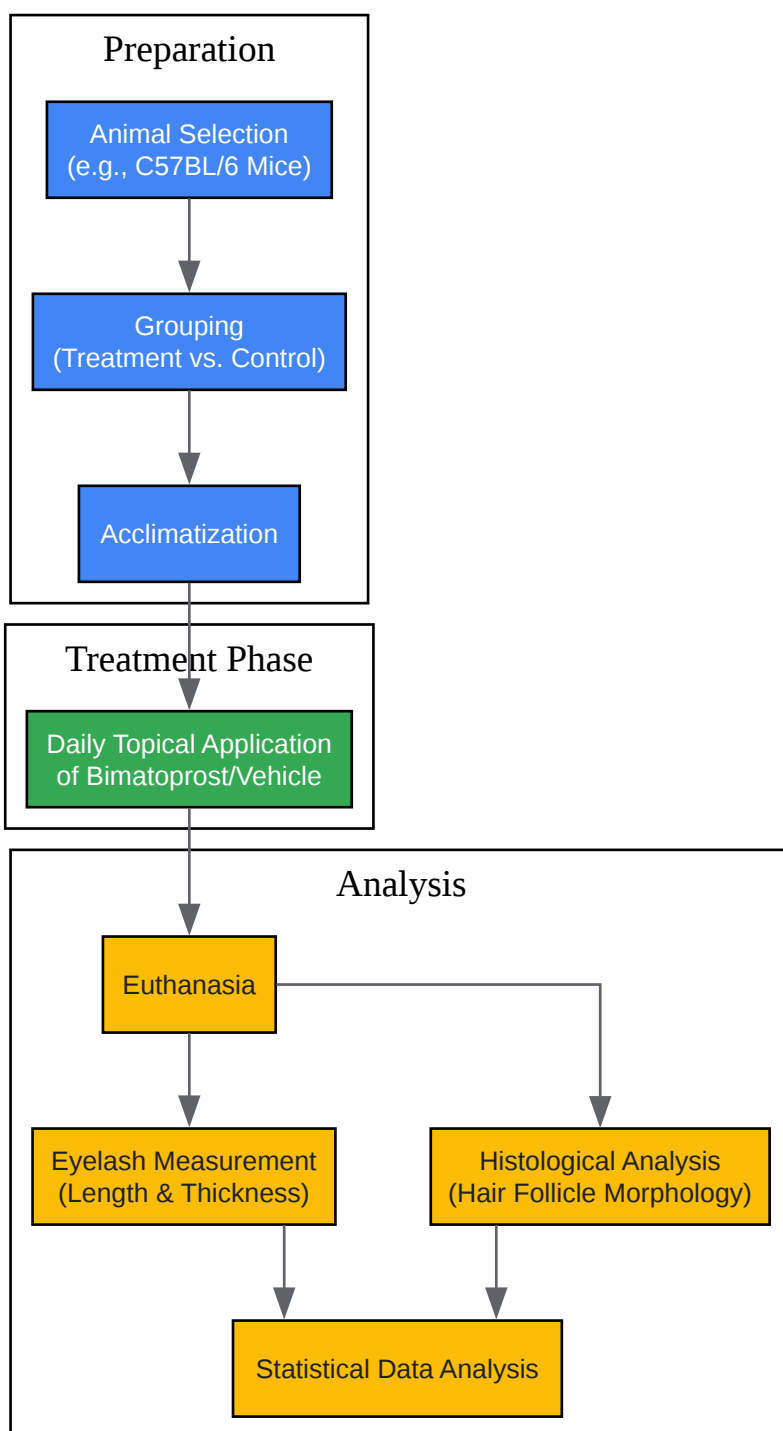 Preparation
Animal Selection
(e.g., C57BL/6 Mice)
Grouping
(Treatment vs. Control)
Acclimatization
Treatment Phase
Daily Topical Application
of Bimatoprost/Vehicle
Analysis
Euthanasia
Eyelash Measurement
(Length & Thickness)
Histological Analysis
(Hair Follicle Morphology)
Statistical Data Analysis